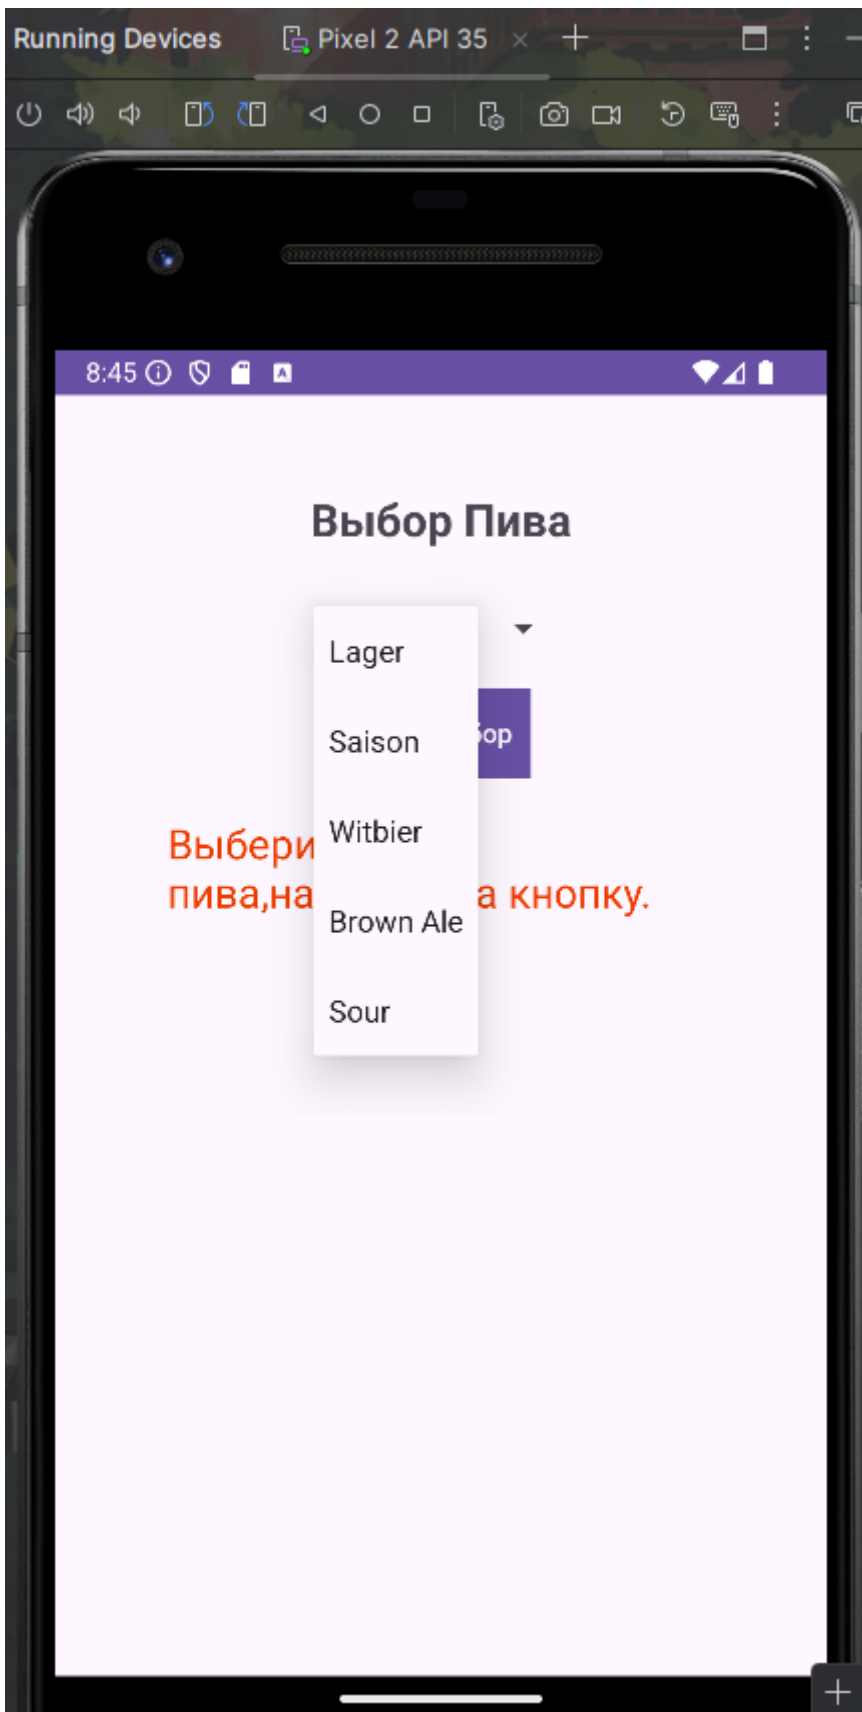 Running Devices
Pixel 2 API 35
8:45
Выбор Пива
Lager
Saison
Witbier
Brown Ale
Sour
пива,на
а кнопку.